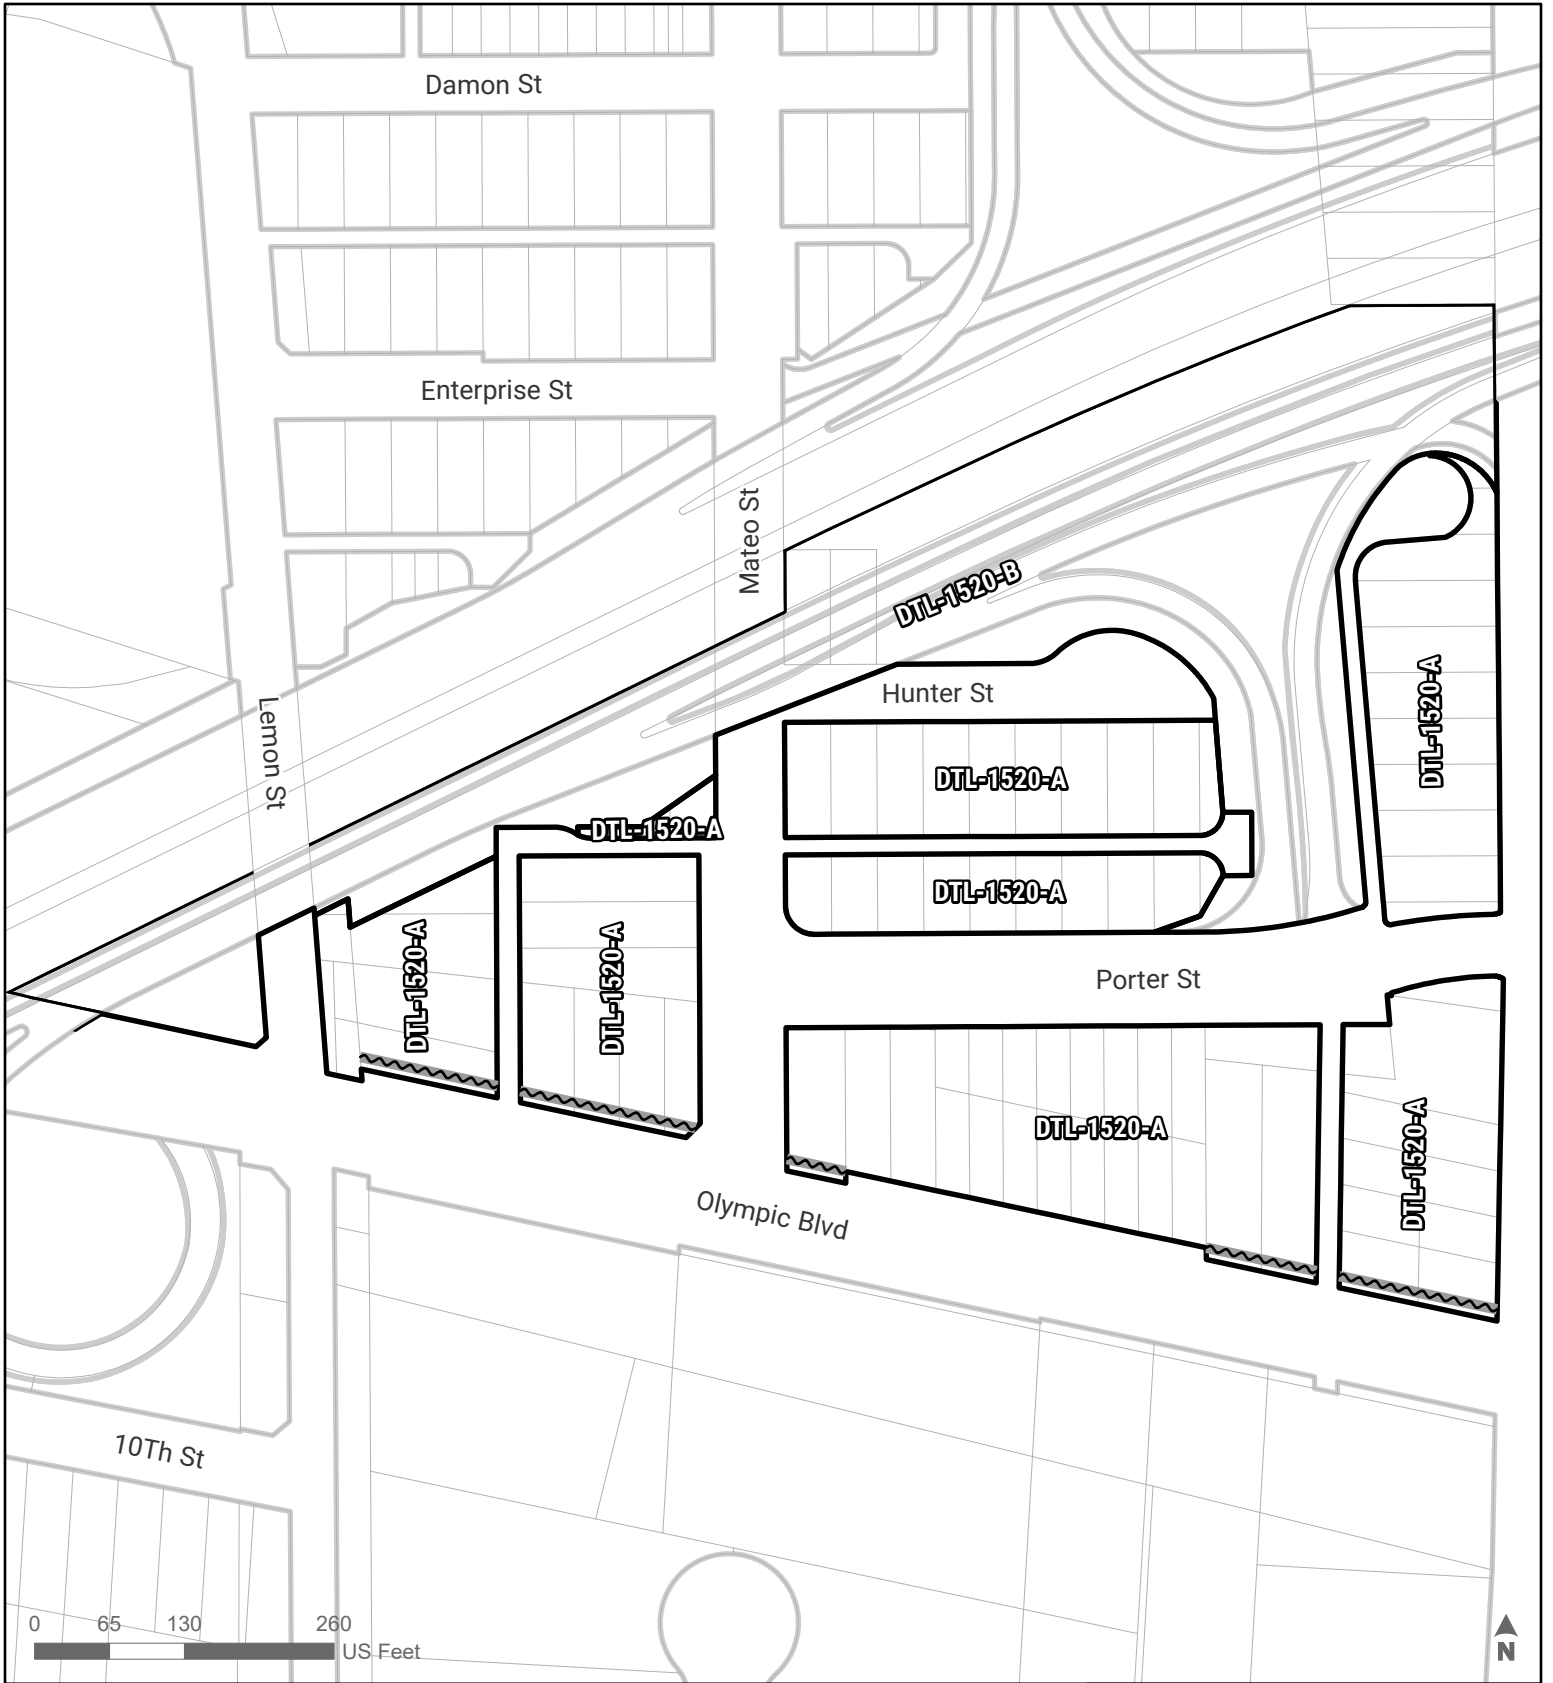 Damon St
Enterprise St
Mateo St
DTL-1520-B
Hunter St
DTL-1520-A
Lemon St
DTL-1520-A
DTL-1520-A
DTL-1520-A
DTL-1520-A
DTL-1520-A
Porter St
DTL-1520-A
DTL-1520-A
Olympic Blvd
10Th St
0 65 130 260
US Feet
N